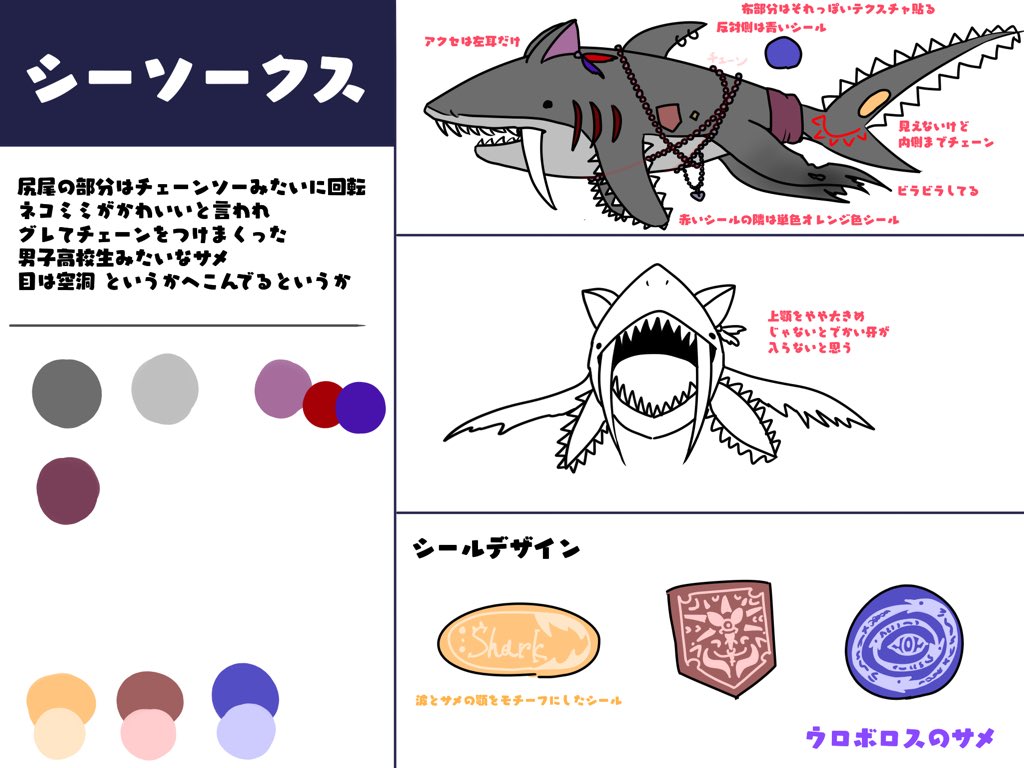 シーソークス
尻尾の部分はチェーンソーみたいに回転
ネコミミがかわいいと言われ
グレてチェーンをつけまくった
男子高校生みたいなサメ
目は空洞 というかへこんでるというか
布部分はそれっぽいテクスチャ貼る
反対側は青いシール
アクセは左耳だけ
チェーン
見えないけど
内側までチェーン
ビラビラしてる
赤いシールの隣は単色オレンジ色シール
上顎をやや大きめ
じゃないとでかい牙が
入らないと思う
シールデザイン
Shark
波とサメの顎をモチーフにしたシール
ウロボロスのサメ